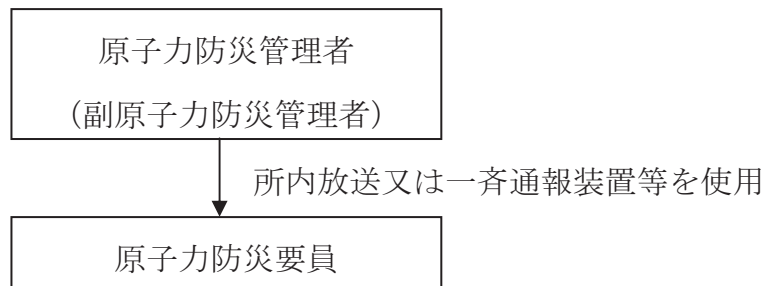 原子力防災管理者
（副原子力防災管理者）
所内放送又は一斉通報装置等を使用
原子力防災要員